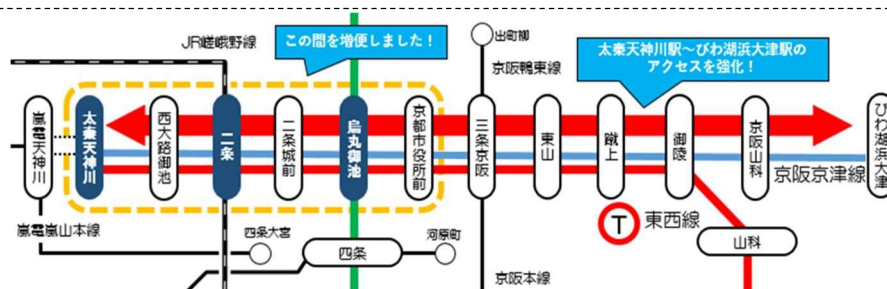 JR嵯峨野線
この間を増便しました！
出町柳
京阪鴨東線
太秦天神川駅～びわ湖浜大津駅の
アクセスを強化！
嵐電天神川
太秦天神川
西大路御池
二条
二条城前
烏丸御池
京都市役所前
三条京阪
東山
蹴上
御陵
京阪山科
びわ湖浜大津
京阪京津線
T 東西線
嵐電嵐山本線
四条大宮
四条
河原町
山科
京阪本線